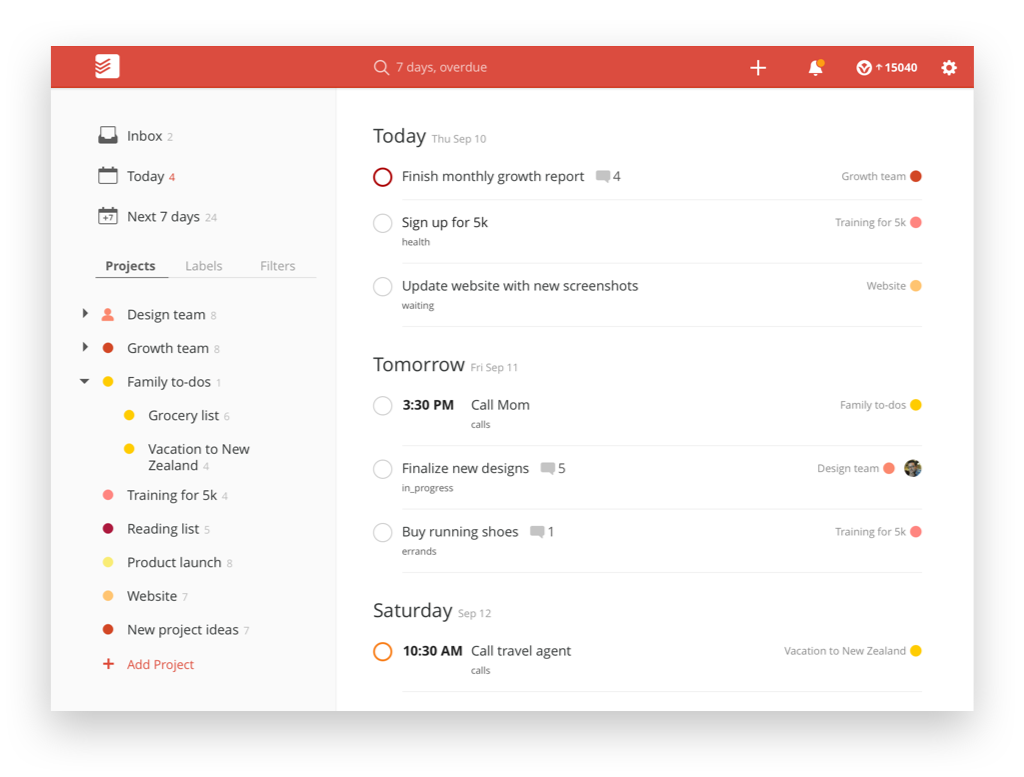 7 days, overdue
15040
Inbox 2
Today 4
+7 Next 7 days 24
Projects Labels Filters
Design team 8
Growth team 8
Family to-dos 1
Grocery list 6
Vacation to New
Zealand 4
Training for 5k 4
Reading list 5
Product launch 8
Website 7
New project ideas 7
+ Add Project
Today Thu Sep 10
Finish monthly growth report 4 Growth team
Sign up for 5k Training for 5k
health
Update website with new screenshots Website
waiting
Tomorrow Fri Sep 11
3:30 PM Call Mom Family to-dos
calls
Finalize new designs 5 Design team
in_progress
Buy running shoes 1 Training for 5k
errands
Saturday Sep 12
10:30 AM Call travel agent Vacation to New Zealand
calls